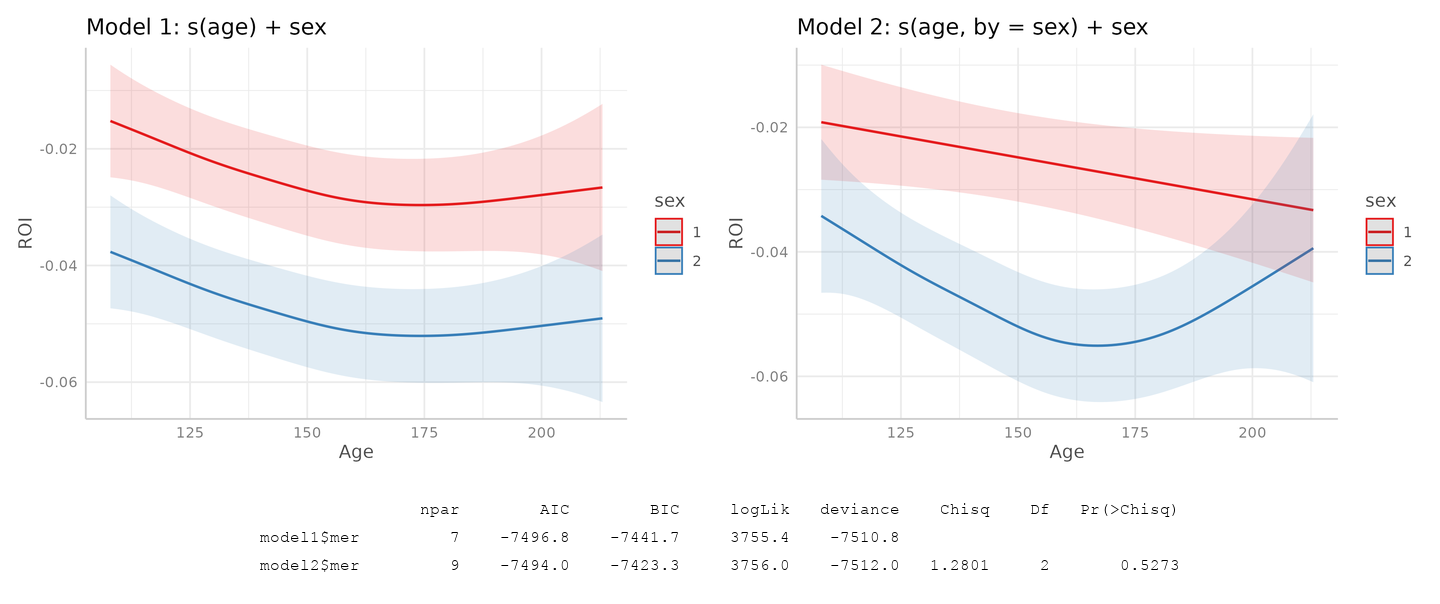 Model 1: s(age) + sex
-0.02
-0.04
-0.06
ROI
125 150 175 200
Age
sex
1
2
Model 2: s(age, by = sex) + sex
-0.02
-0.04
-0.06
ROI
125 150 175 200
Age
sex
1
2
npar AIC BIC logLik deviance Chisq Df Pr(>Chisq)
model1$mer 7 -7496.8 -7441.7 3755.4 -7510.8
model2$mer 9 -7494.0 -7423.3 3756.0 -7512.0 1.2801 2 0.5273